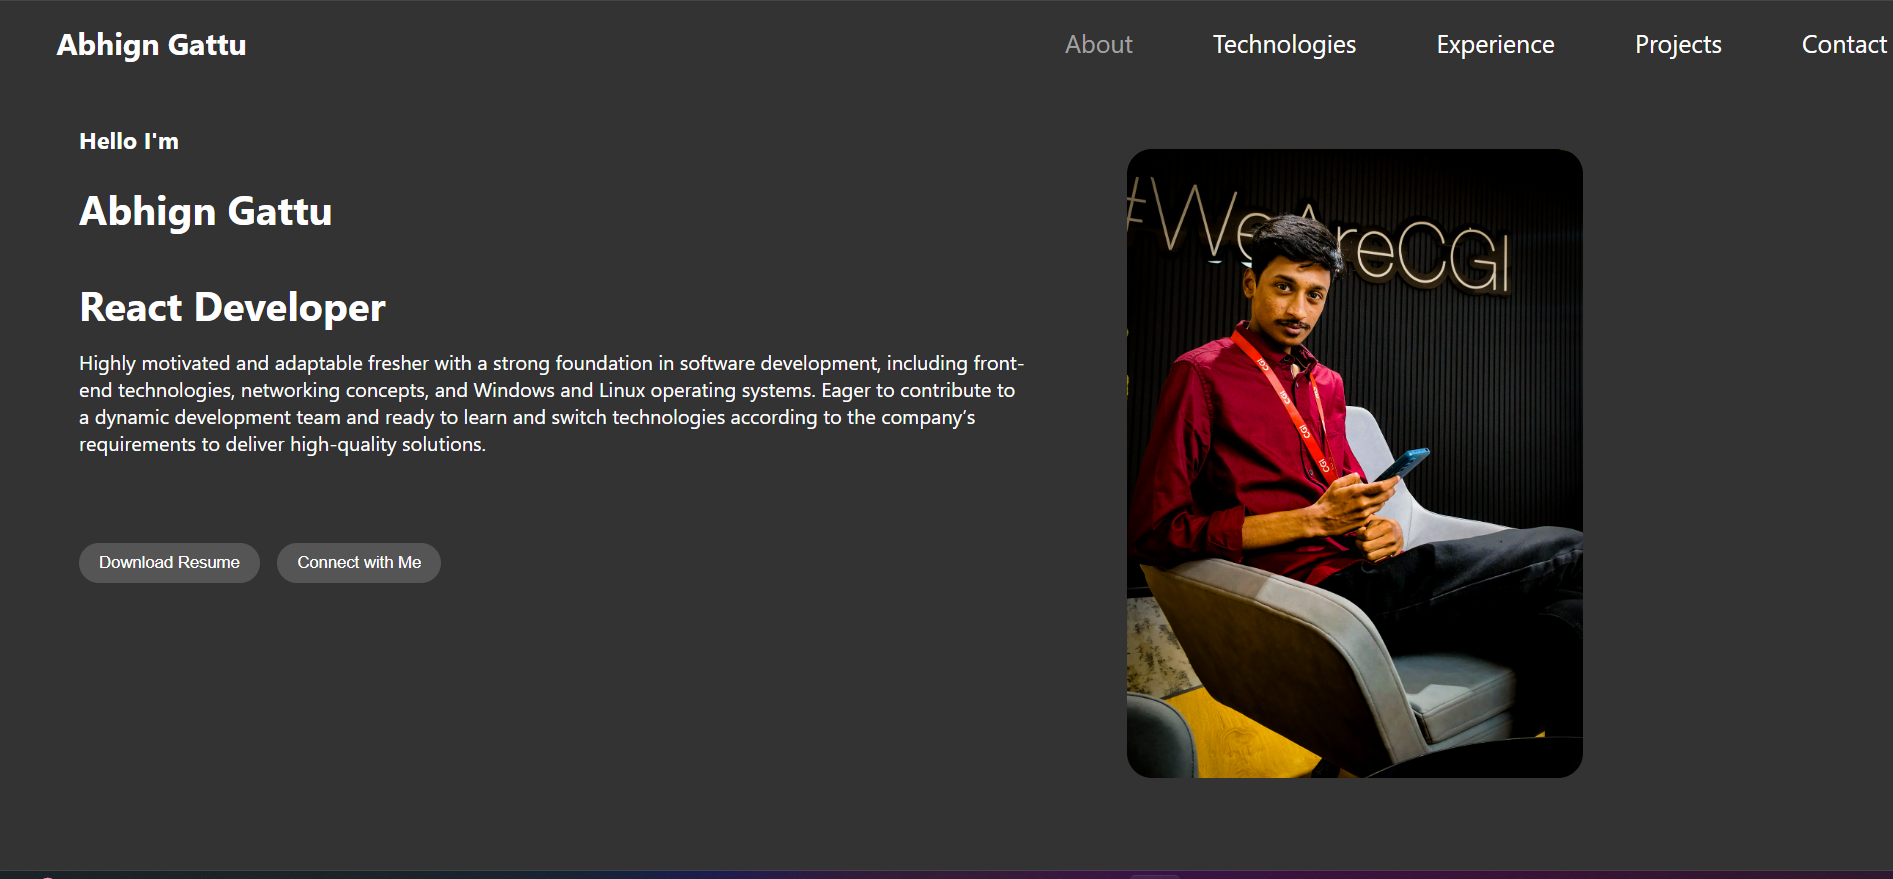 Abhign Gattu
About
Technologies
Experience
Projects
Contact
Hello I'm
Abhign Gattu
React Developer
Highly motivated and adaptable fresher with a strong foundation in software development, including front-
end technologies, networking concepts, and Windows and Linux operating systems. Eager to contribute to
a dynamic development team and ready to learn and switch technologies according to the company’s
requirements to deliver high-quality solutions.
Download Resume
Connect with Me
#WeAreCGI
CGI
CGI
CGI
CGI